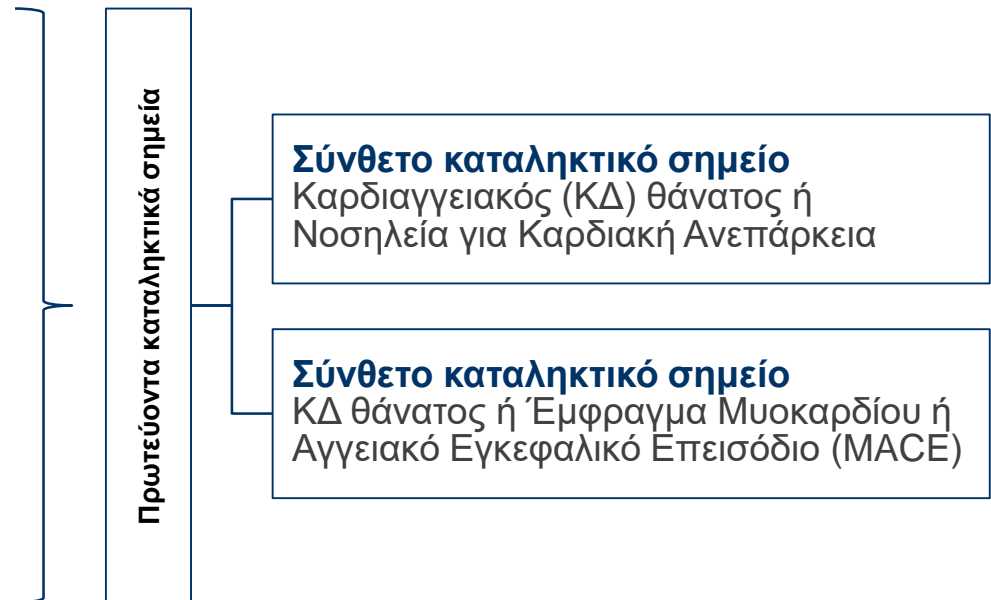 Πρωτεύοντα καταληκτικά σημεία
Σύνθετο καταληκτικό σημείο
Καρδιαγγειακός (ΚΔ) θάνατος ή
Νοσηλεία για Καρδιακή Ανεπάρκεια
Σύνθετο καταληκτικό σημείο
ΚΔ θάνατος ή Έμφραγμα Μυοκαρδίου ή
Αγγειακό Εγκεφαλικό Επεισόδιο (MACE)